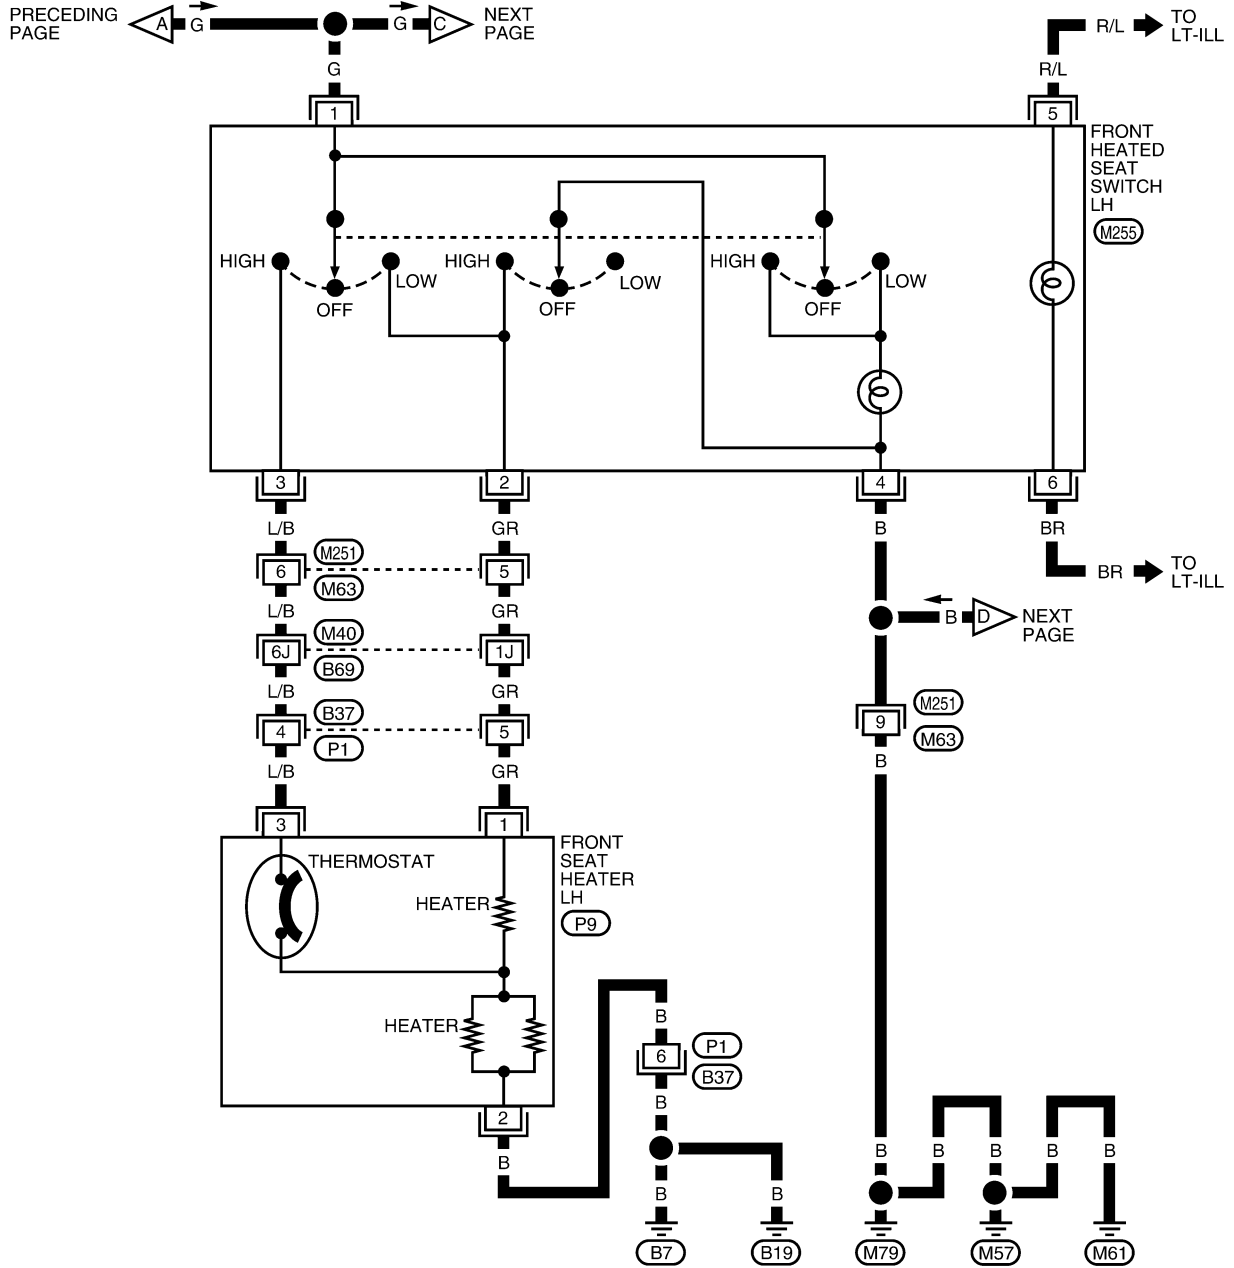 PRECEDING
PAGE
A
G
G
C
NEXT
PAGE
R/L
TO
LT-ILL
G
R/L
1
5
FRONT
HEATED
SEAT
SWITCH
LH
M255
HIGH
OFF
LOW
HIGH
OFF
LOW
HIGH
OFF
LOW
3
2
4
6
L/B
GR
B
BR
M251
6
5
M63
BR
TO
LT-ILL
L/B
GR
B
D
NEXT
PAGE
M40
6J
1J
B69
L/B
GR
M251
B37
9
4
5
M63
P1
L/B
GR
B
3
1
FRONT
SEAT
HEATER
LH
P9
THERMOSTAT
HEATER
HEATER
B
6
P1
B37
B
2
B
B
B
B
B
B
B
B
B
B7
B19
M79
M57
M61